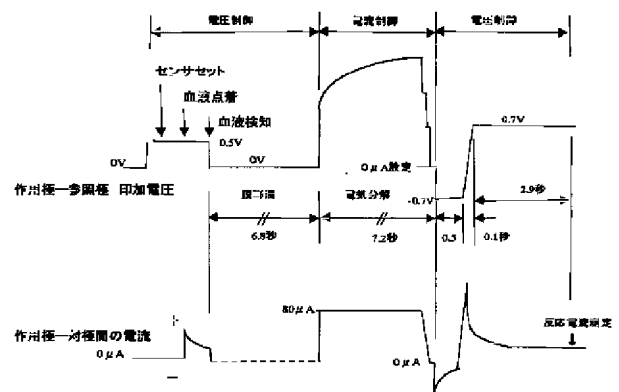 電圧制御
電流制御
電圧制御
センサセット
血液点着
血液検知
0.5V
0V
0V
0μA設定
0.7V
-0.7V
作用極ー参照極 印加電圧
電気分解
2.9秒
6.8秒
7.2秒
0.5
0.1秒
80μA
+
作用極ー対極間の電流
0μA
−
0μA
反応電流測定